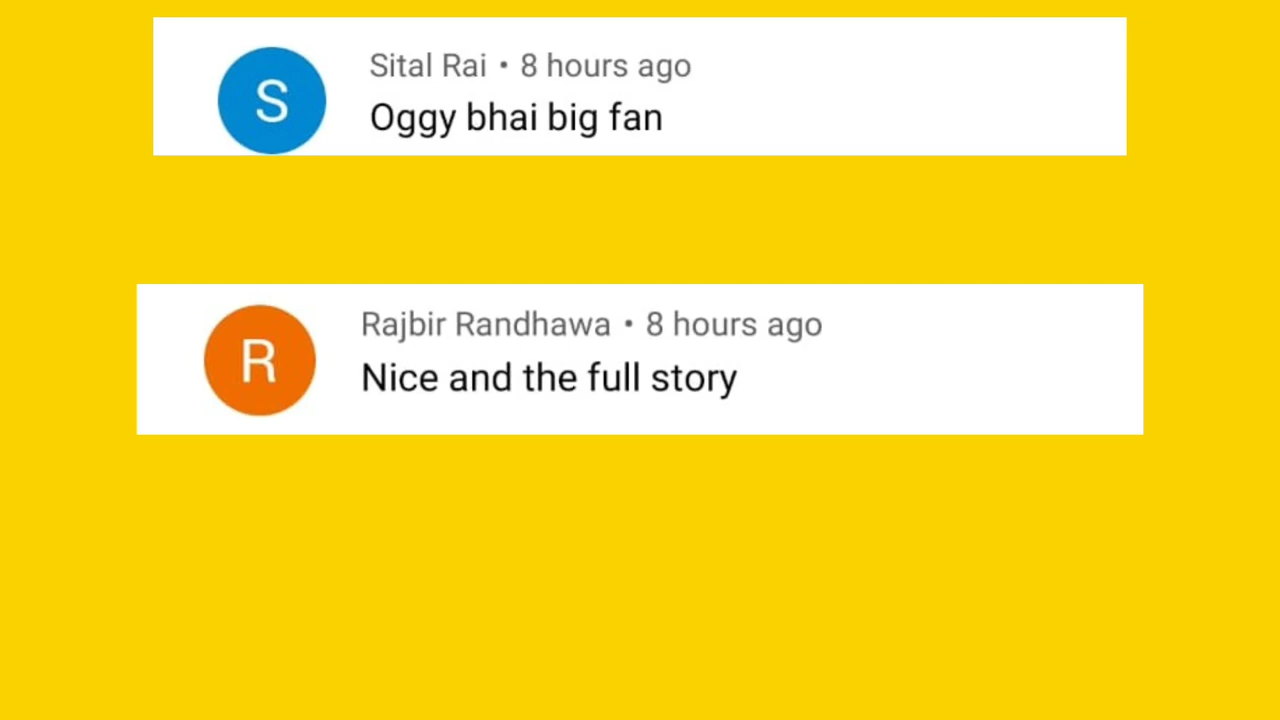 S
Sital Rai • 8 hours ago
Oggy bhai big fan
R
Rajbir Randhawa • 8 hours ago
Nice and the full story